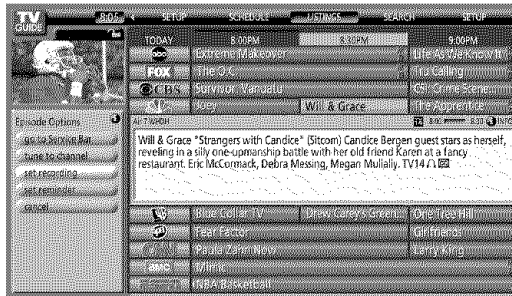 TV GUIDE
8:05
SETUP SCHEDULE LISTINGS SEARCH SETUP
TODAY 8:00PM 8:30PM 9:00PM
abc Extreme Makeover Life As We Know It
FOX The O.C. Tru Calling
CBS Survivor: Vanuatu CSI: Crime Scene...
Joey Will & Grace The Apprentice
Episode Options
go to Service Bar
tune to channel
set recording
set reminder
cancel
WHDH 8:30 INFO
Will & Grace "Strangers with Candice" (Sitcom) Candice Bergen guest stars as herself,
reveling in a silly one-upmanship battle with her old friend Karen at a fancy
restaurant. Eric McCormack, Debra Messing, Megan Mullally. TV14
Blue Collar TV Drew Carey's Green... One Tree Hill
Fear Factor Girlfriends
Paula Zahn Now Larry King
amc Mimic
NBA Basketball